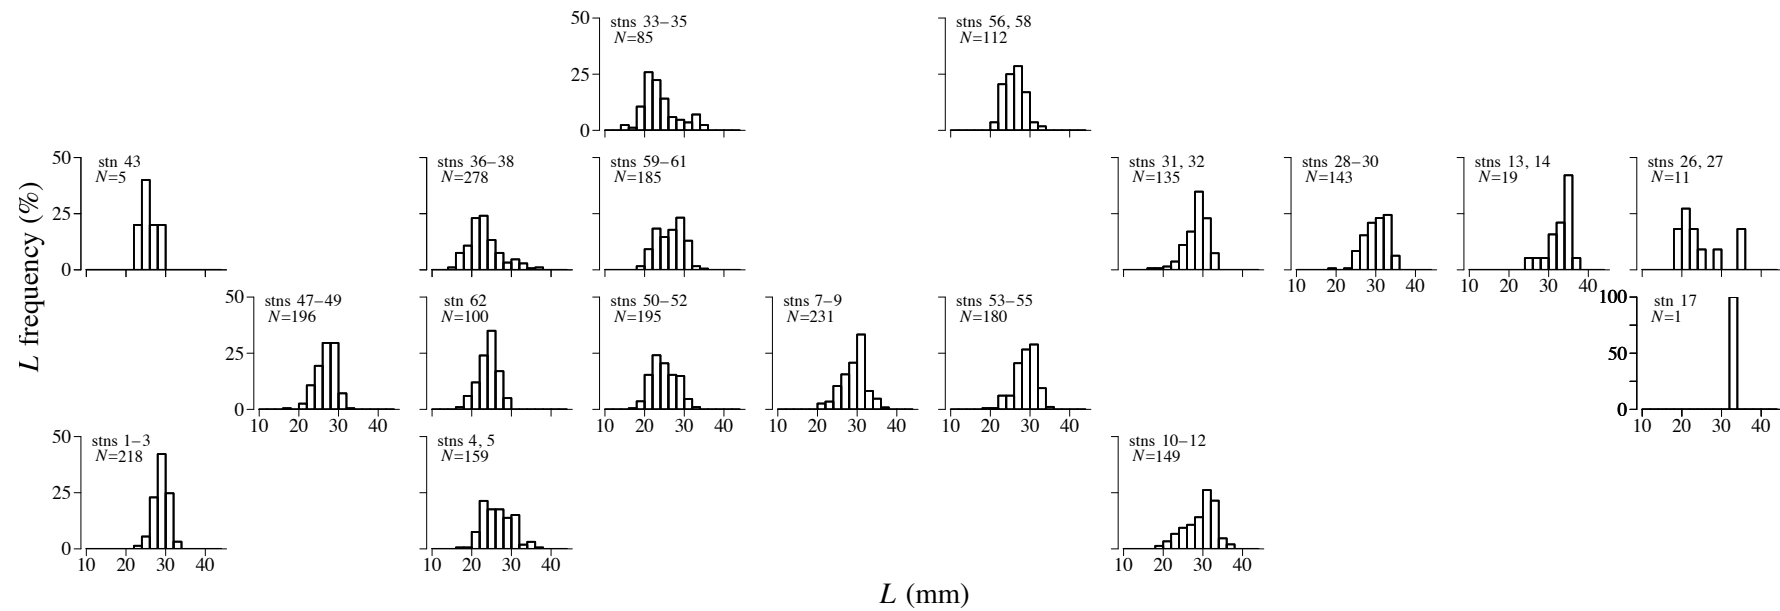 50
25
0
stns 33–35
N=85
stns 56, 58
N=112
50
25
0
stn 43
N=5
stns 36–38
N=278
stns 59–61
N=185
stns 31, 32
N=135
stns 28–30
N=143
10 20 30 40
stns 13, 14
N=19
10 20 30 40
stns 26, 27
N=11
10 20 30 40
L frequency (%)
50
25
0
stns 47–49
N=196
10 20 30 40
stn 62
N=100
stns 50–52
N=195
10 20 30 40
stns 7–9
N=231
10 20 30 40
stns 53–55
N=180
10 20 30 40
100
50
0
stn 17
N=1
10 20 30 40
50
25
0
stns 1–3
N=218
10 20 30 40
stns 4, 5
N=159
10 20 30 40
stns 10–12
N=149
10 20 30 40
L (mm)